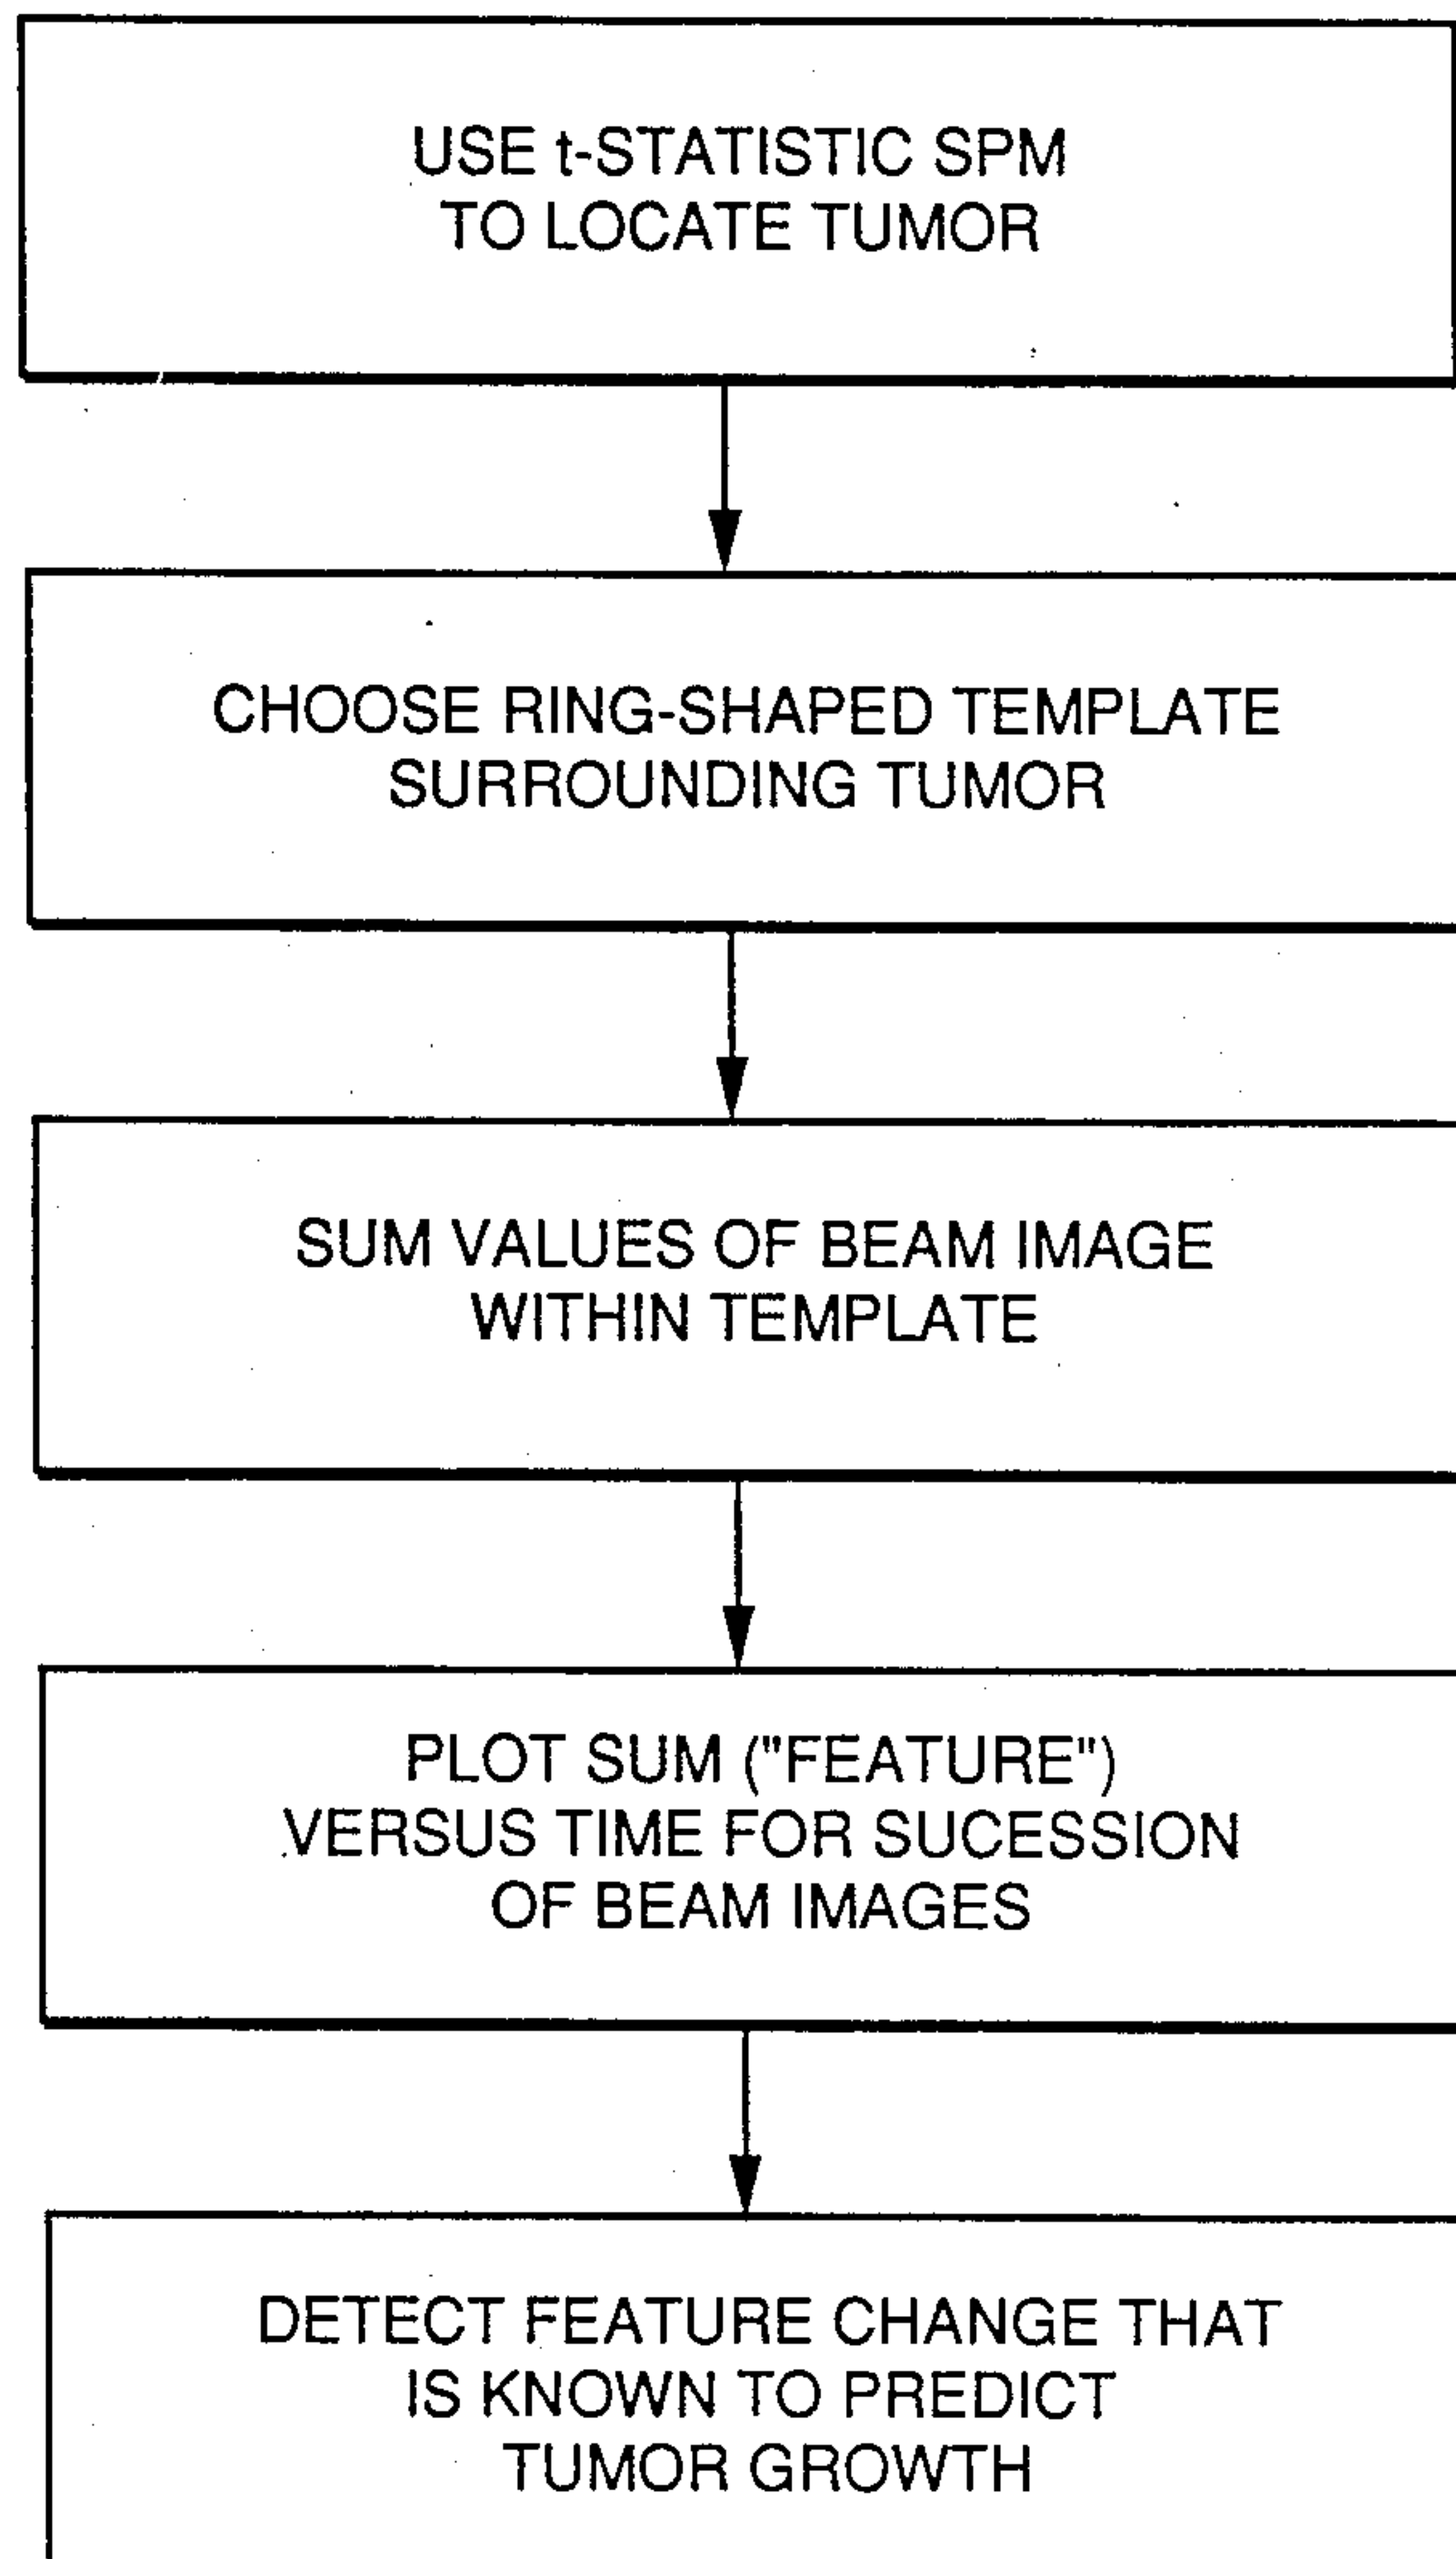 USE t-STATISTIC SPM
TO LOCATE TUMOR
CHOOSE RING-SHAPED TEMPLATE
SURROUNDING TUMOR
SUM VALUES OF BEAM IMAGE
WITHIN TEMPLATE
PLOT SUM ("FEATURE")
VERSUS TIME FOR SUCESSION
OF BEAM IMAGES
DETECT FEATURE CHANGE THAT
IS KNOWN TO PREDICT
TUMOR GROWTH